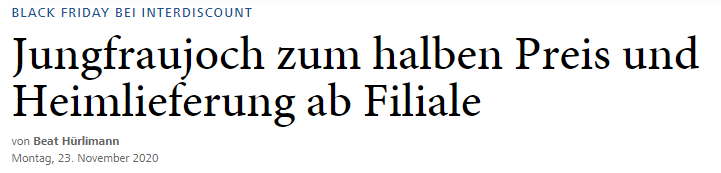 BLACK FRIDAY BEI INTERDISCOUNT
Jungfraujoch zum halben Preis und
Heimlieferung ab Filiale
von Beat Hürlimann
Montag, 23. November 2020